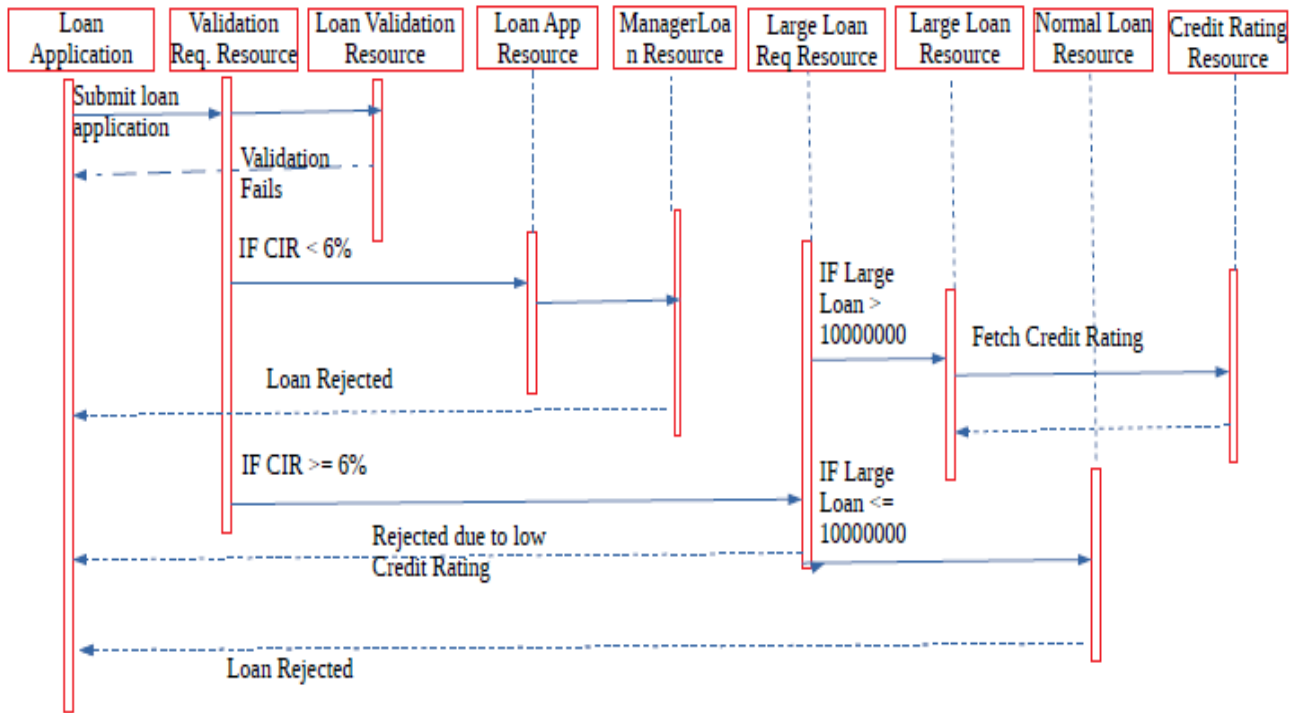 Loan
Application
Validation
Req. Resource
Loan Validation
Resource
Loan App
Resource
ManagerLoa
n Resource
Large Loan
Req Resource
Large Loan
Resource
Normal Loan
Resource
Credit Rating
Resource
Submit loan
application
Validation
Fails
IF CIR < 6%
IF Large
Loan >
10000000
Fetch Credit Rating
Loan Rejected
IF CIR >= 6%
IF Large
Loan <=
10000000
Rejected due to low
Credit Rating
Loan Rejected